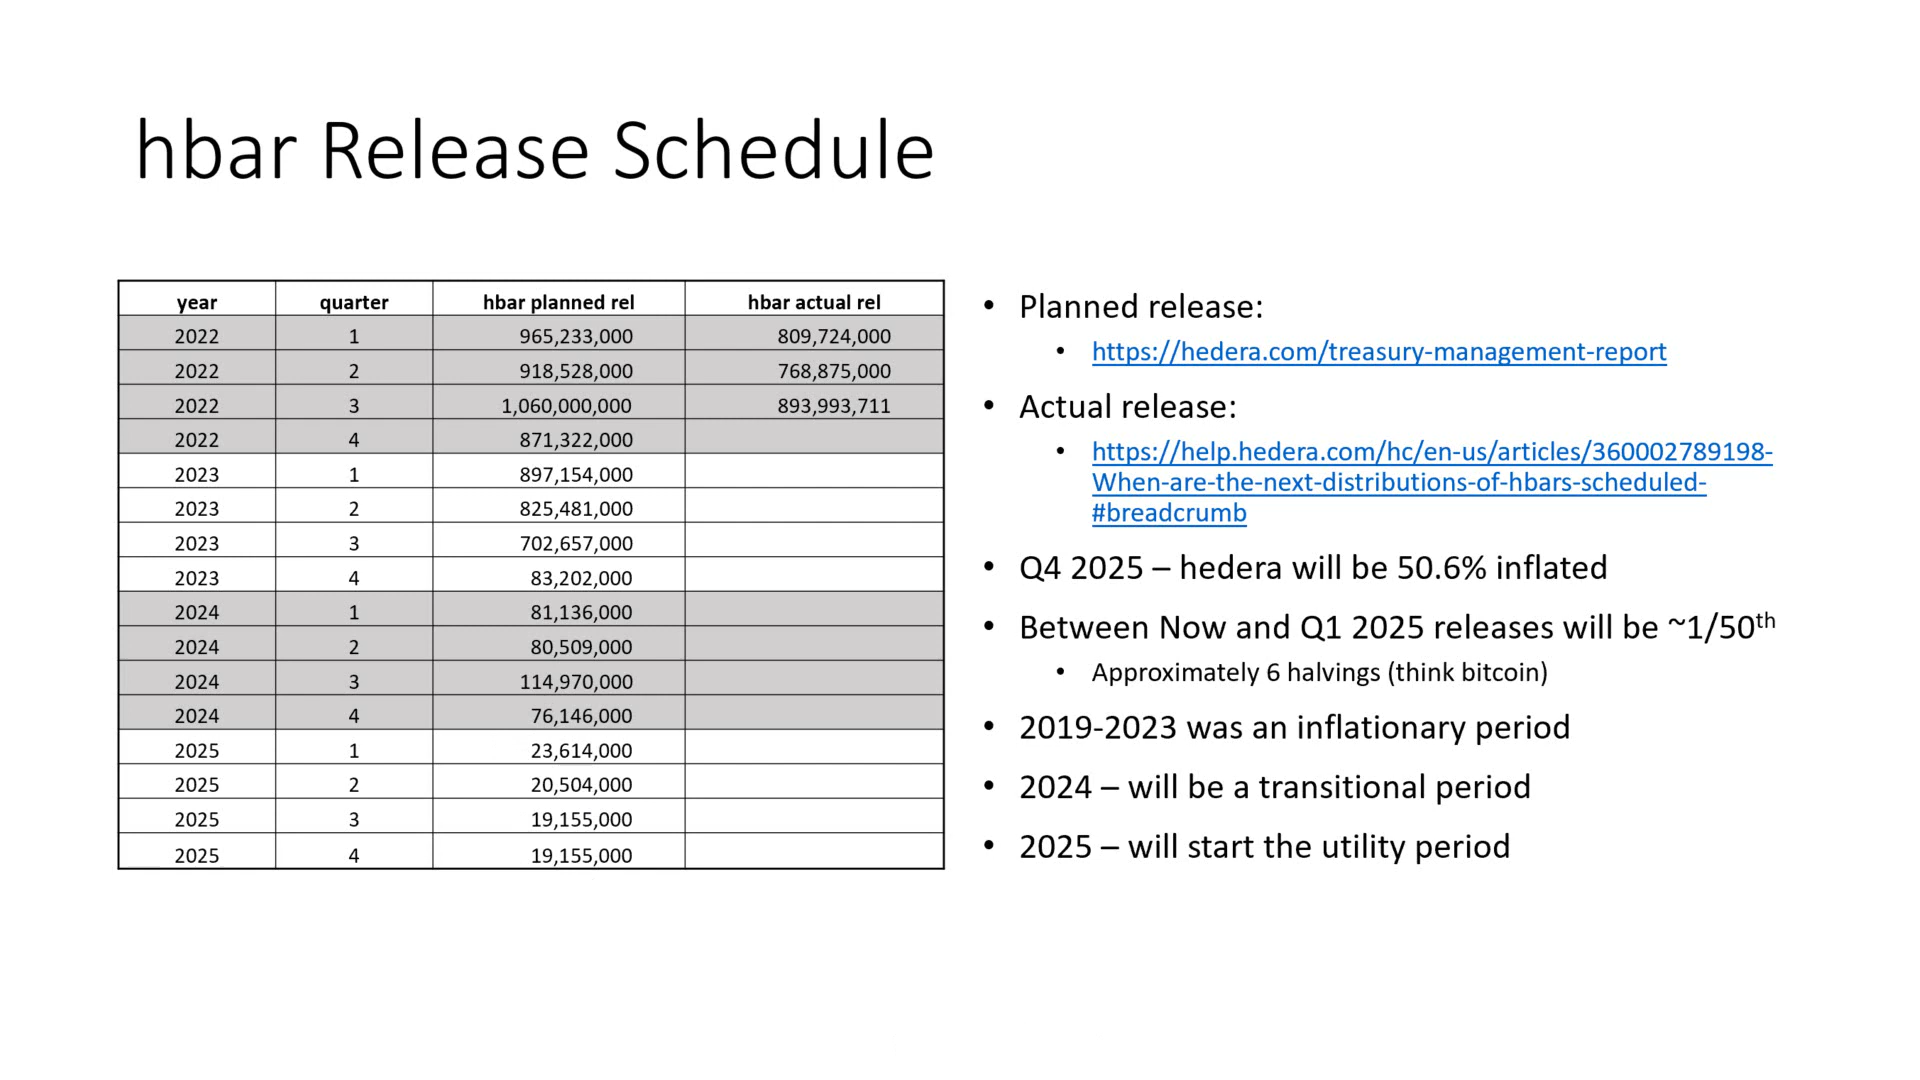 hbar Release Schedule
year quarter hbar planned rel hbar actual rel
2022 1 965,233,000 809,724,000
2022 2 918,528,000 768,875,000
2022 3 1,060,000,000 893,993,711
2022 4 871,322,000
2023 1 897,154,000
2023 2 825,481,000
2023 3 702,657,000
2023 4 83,202,000
2024 1 81,136,000
2024 2 80,509,000
2024 3 114,970,000
2024 4 76,146,000
2025 1 23,614,000
2025 2 20,504,000
2025 3 19,155,000
2025 4 19,155,000
• Planned release:
• https://hedera.com/treasury-management-report
• Actual release:
• https://help.hedera.com/hc/en-us/articles/360002789198-
When-are-the-next-distributions-of-hbars-scheduled-
#breadcrumb
• Q4 2025 – hedera will be 50.6% inflated
• Between Now and Q1 2025 releases will be ~1/50th
• Approximately 6 halvings (think bitcoin)
• 2019-2023 was an inflationary period
• 2024 – will be a transitional period
• 2025 – will start the utility period